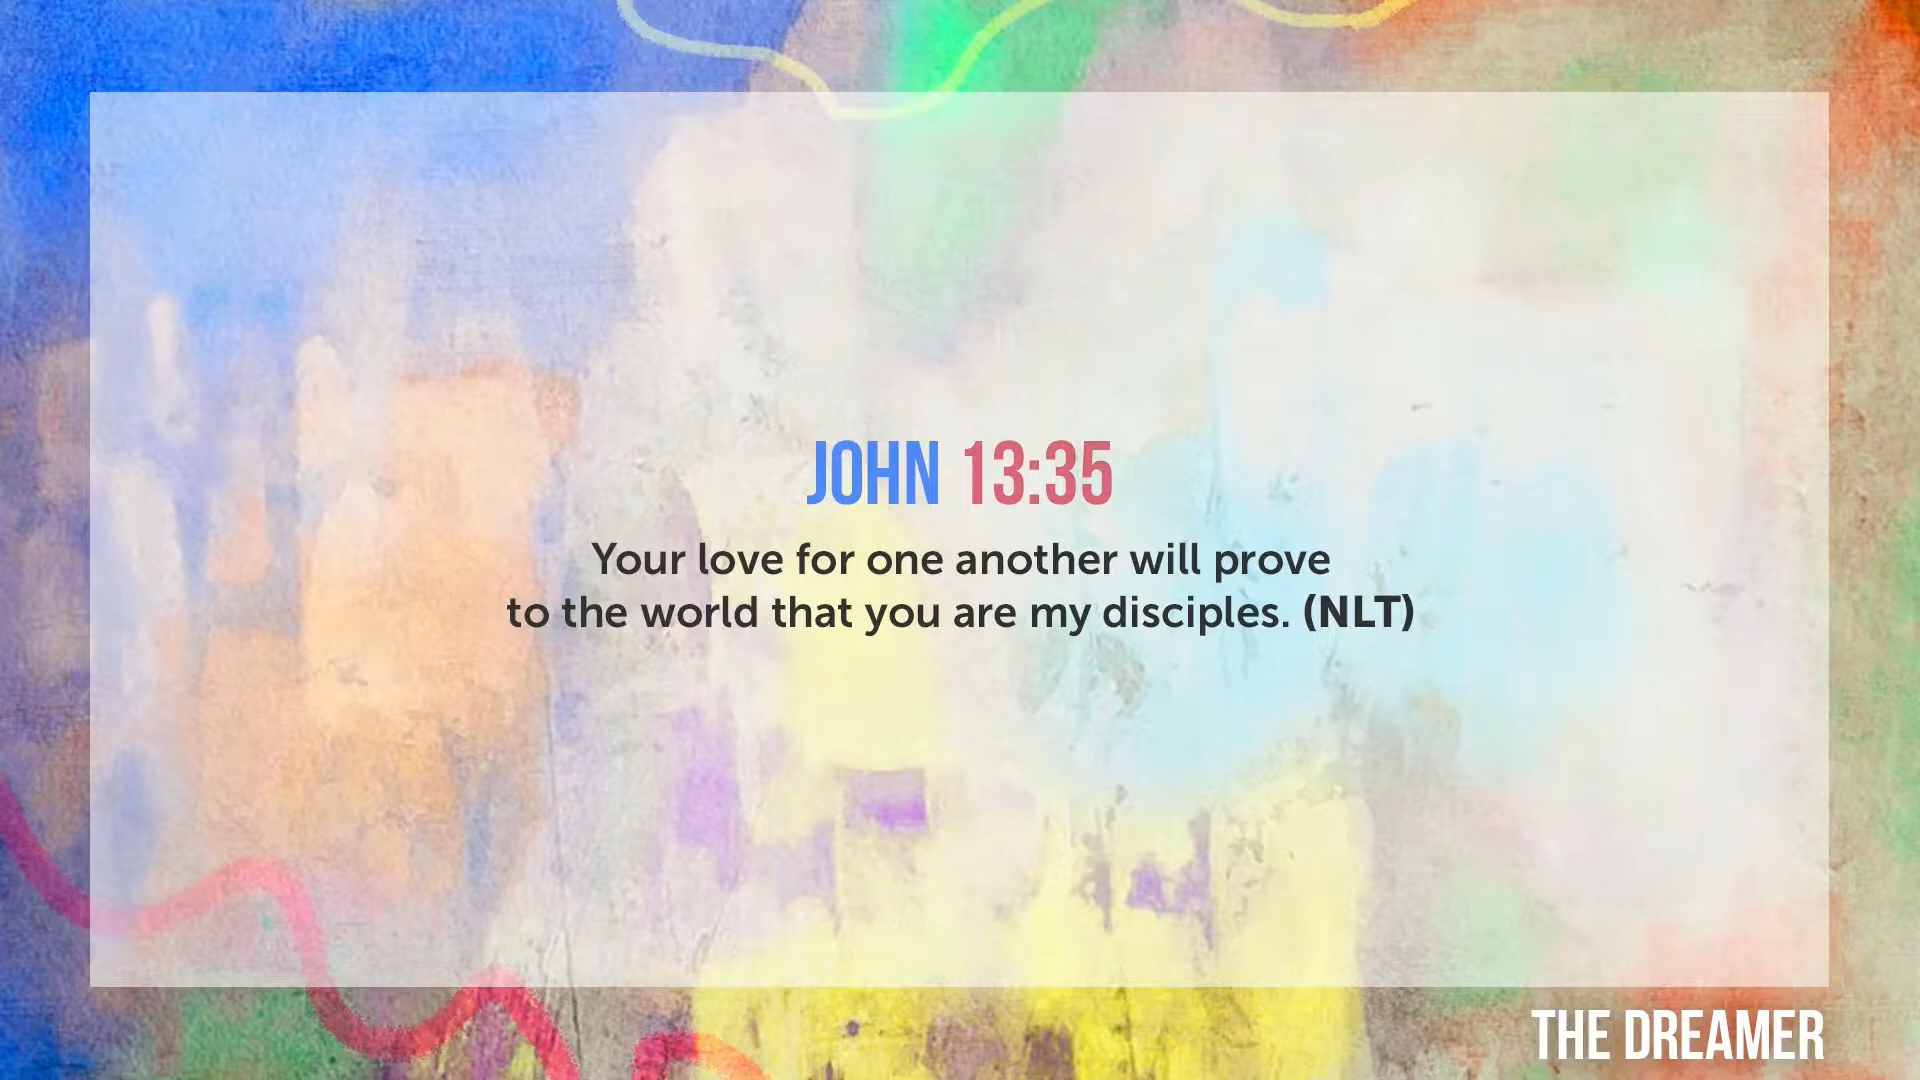 JOHN 13:35
Your love for one another will prove
to the world that you are my disciples. (NLT)
THE DREAMER